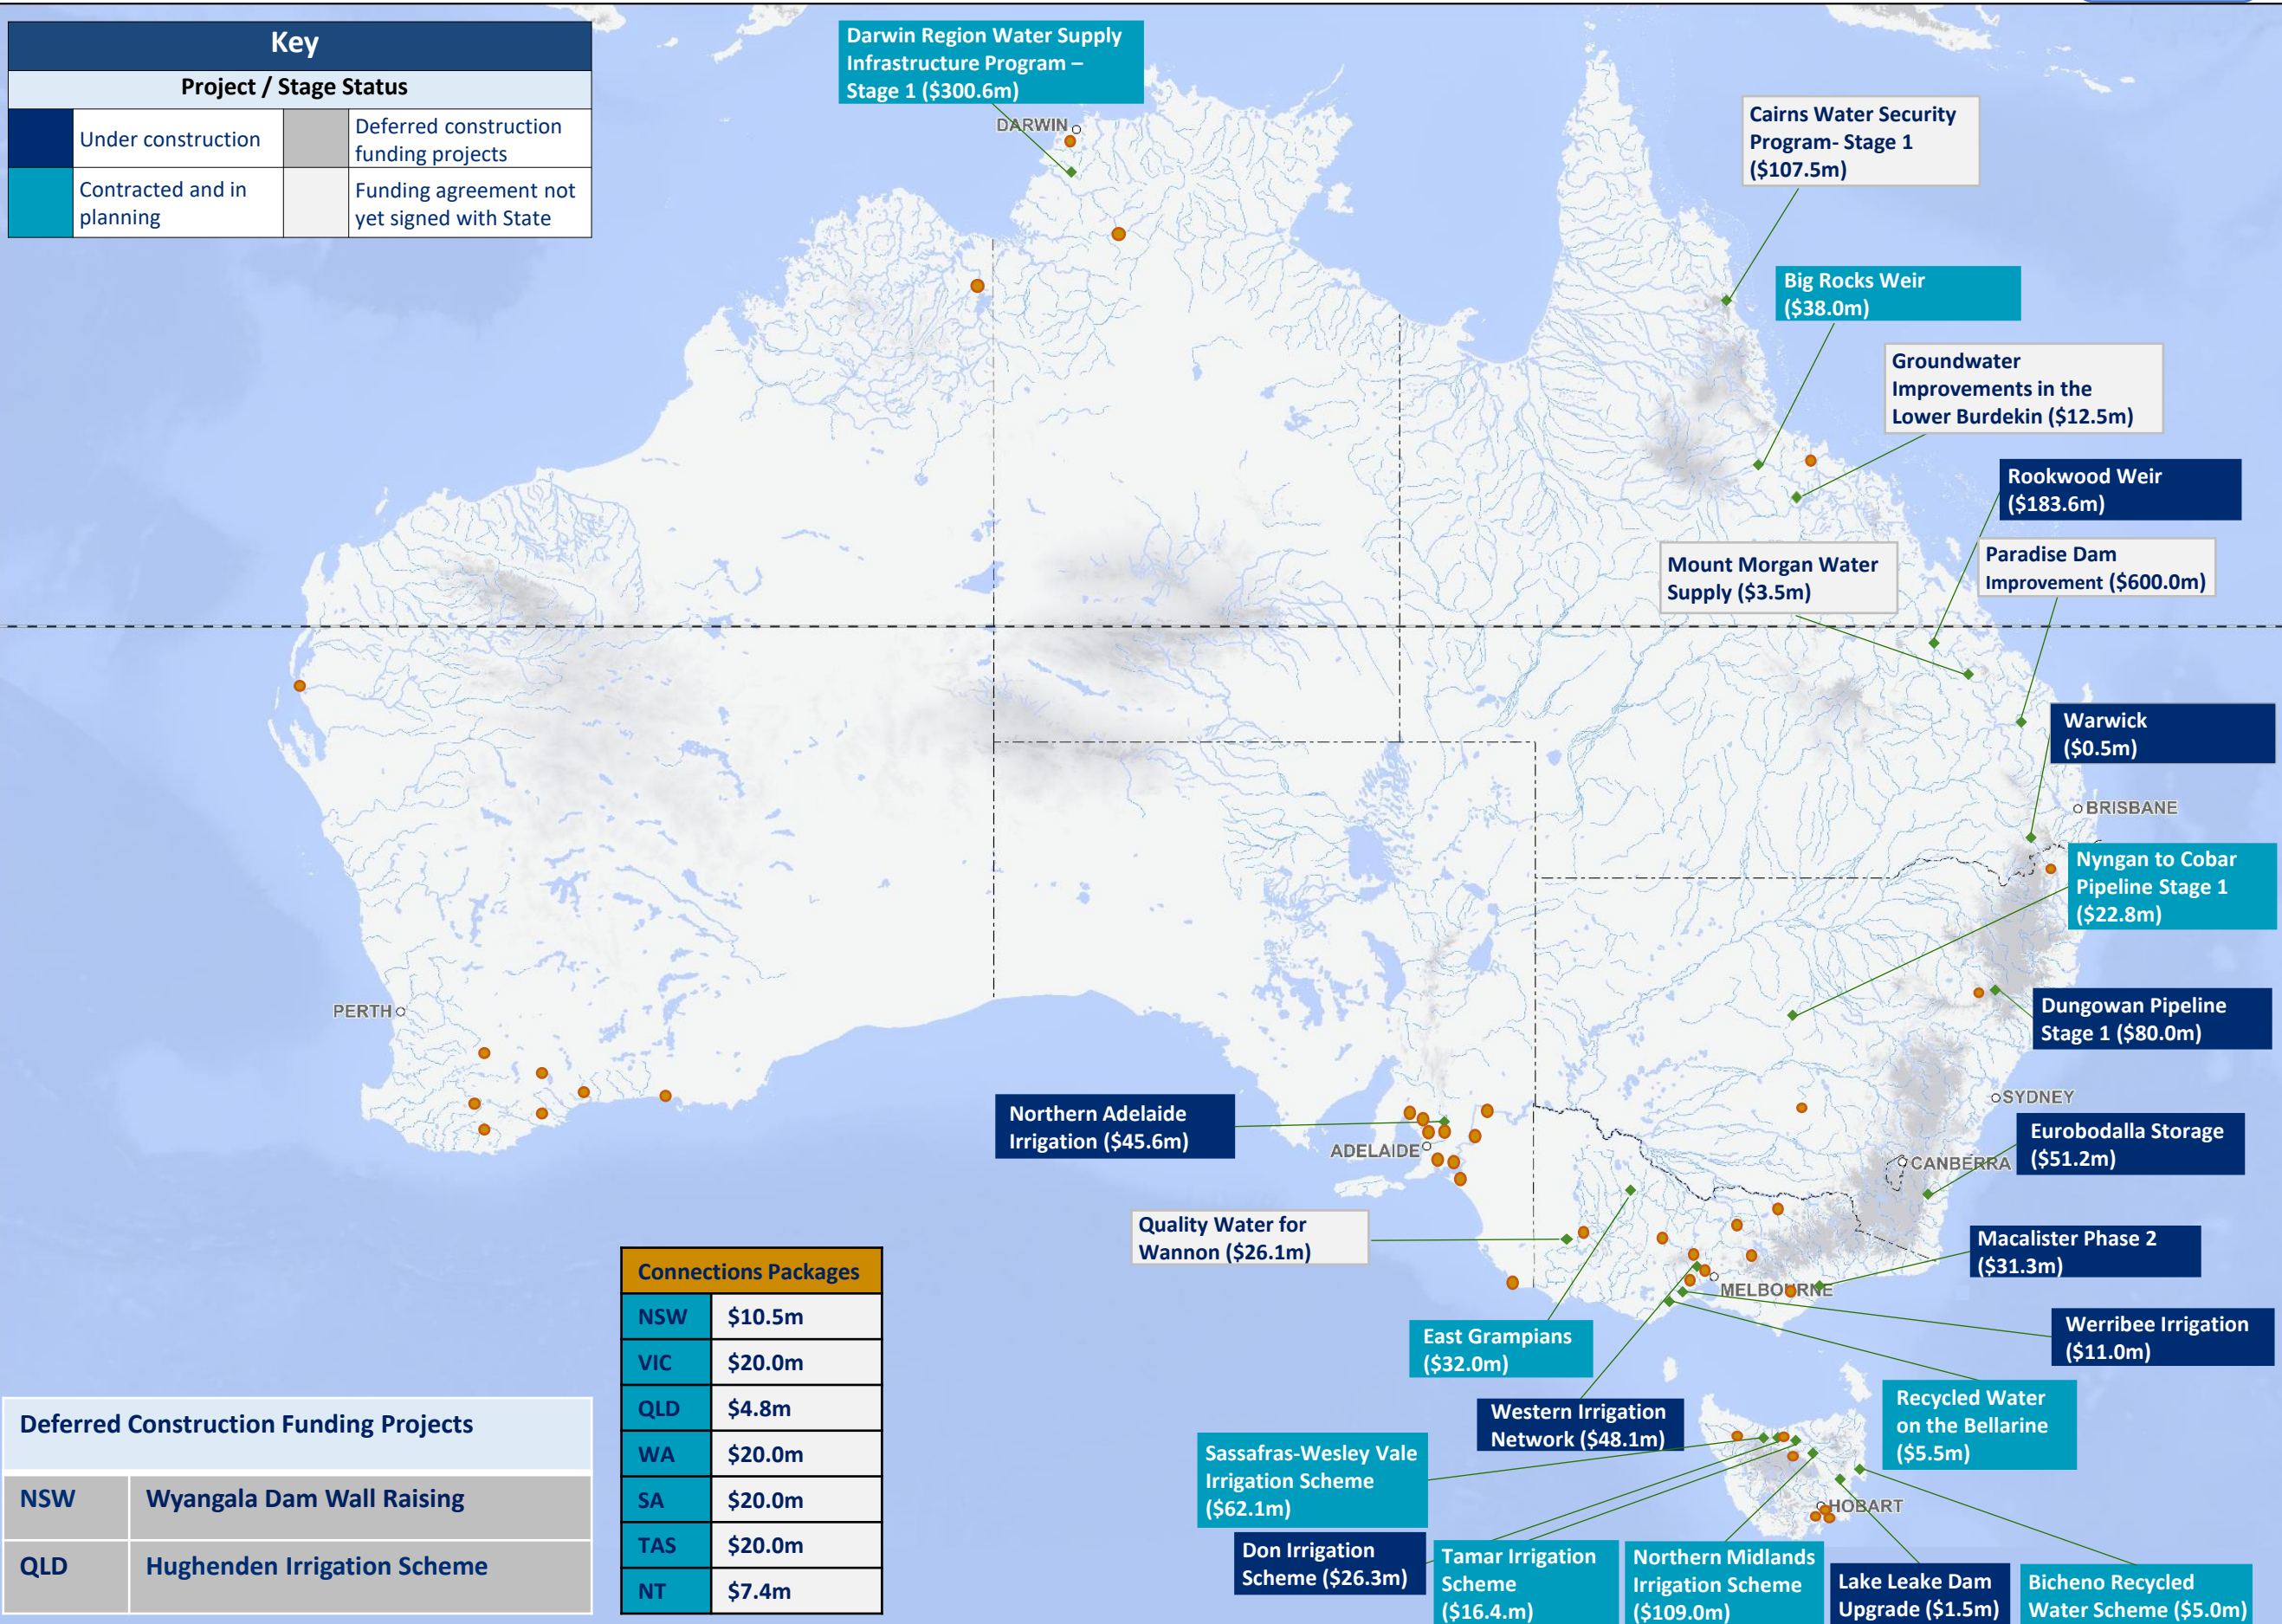 Key
Project / Stage Status
Under construction
Deferred construction
funding projects
Contracted and in
planning
Funding agreement not
yet signed with State
Darwin Region Water Supply
Infrastructure Program –
Stage 1 ($300.6m)
DARWIN
Cairns Water Security
Program- Stage 1
($107.5m)
Big Rocks Weir
($38.0m)
Groundwater
Improvements in the
Lower Burdekin ($12.5m)
Rookwood Weir
($183.6m)
Mount Morgan Water
Supply ($3.5m)
Paradise Dam
Improvement ($600.0m)
Warwick
($0.5m)
BRISBANE
Nyngan to Cobar
Pipeline Stage 1
($22.8m)
PERTH
Dungowan Pipeline
Stage 1 ($80.0m)
SYDNEY
Northern Adelaide
Irrigation ($45.6m)
ADELAIDE
Eurobodalla Storage
($51.2m)
CANBERRA
Quality Water for
Wannon ($26.1m)
Macalister Phase 2
($31.3m)
MELBOURNE
East Grampians
($32.0m)
Werribee Irrigation
($11.0m)
Western Irrigation
Network ($48.1m)
Recycled Water
on the Bellarine
($5.5m)
Sassafras-Wesley Vale
Irrigation Scheme
($62.1m)
HOBART
Don Irrigation
Scheme ($26.3m)
Tamar Irrigation
Scheme
($16.4.m)
Northern Midlands
Irrigation Scheme
($109.0m)
Lake Leake Dam
Upgrade ($1.5m)
Bicheno Recycled
Water Scheme ($5.0m)
Connections Packages
NSW $10.5m
VIC $20.0m
QLD $4.8m
WA $20.0m
SA $20.0m
TAS $20.0m
NT $7.4m
Deferred Construction Funding Projects
NSW Wyangala Dam Wall Raising
QLD Hughenden Irrigation Scheme